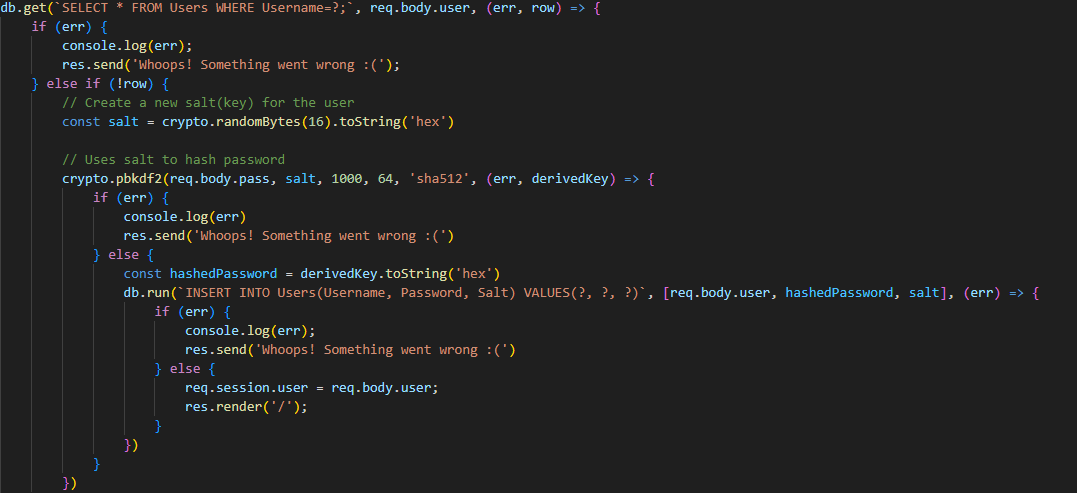 db.get(`SELECT * FROM Users WHERE Username=?;`, req.body.user, (err, row) => {
    if (err) {
        console.log(err);
        res.send('Whoops! Something went wrong :(');
    } else if (!row) {
        // Create a new salt(key) for the user
        const salt = crypto.randomBytes(16).toString('hex')

        // Uses salt to hash password
        crypto.pbkdf2(req.body.pass, salt, 1000, 64, 'sha512', (err, derivedKey) => {
            if (err) {
                console.log(err)
                res.send('Whoops! Something went wrong :(')
            } else {
                const hashedPassword = derivedKey.toString('hex')
                db.run(`INSERT INTO Users(Username, Password, Salt) VALUES(?, ?, ?)`, [req.body.user, hashedPassword, salt], (err) => {
                    if (err) {
                        console.log(err);
                        res.send('Whoops! Something went wrong :(')
                    } else {
                        req.session.user = req.body.user;
                        res.render('/');
                    }
                })
            }
        })